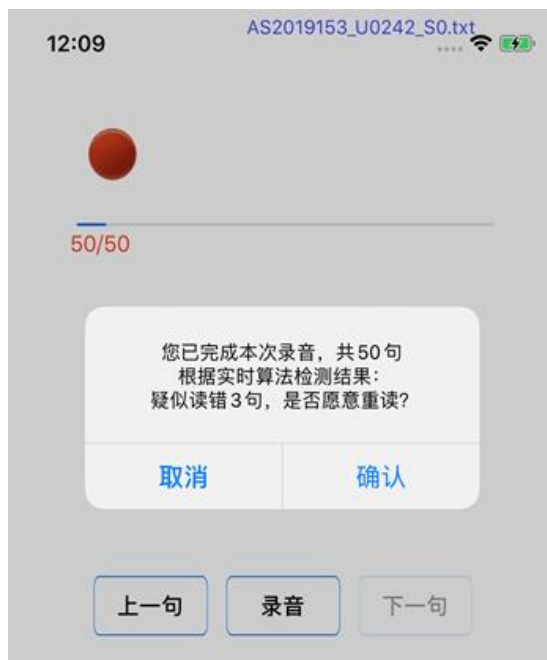 AS2019153_U0242_S0.txt
12:09
50/50
您已完成本次录音，共50句
根据实时算法检测结果：
疑似读错3句，是否愿意重读?
取消
确认
上一句
录音
下一句